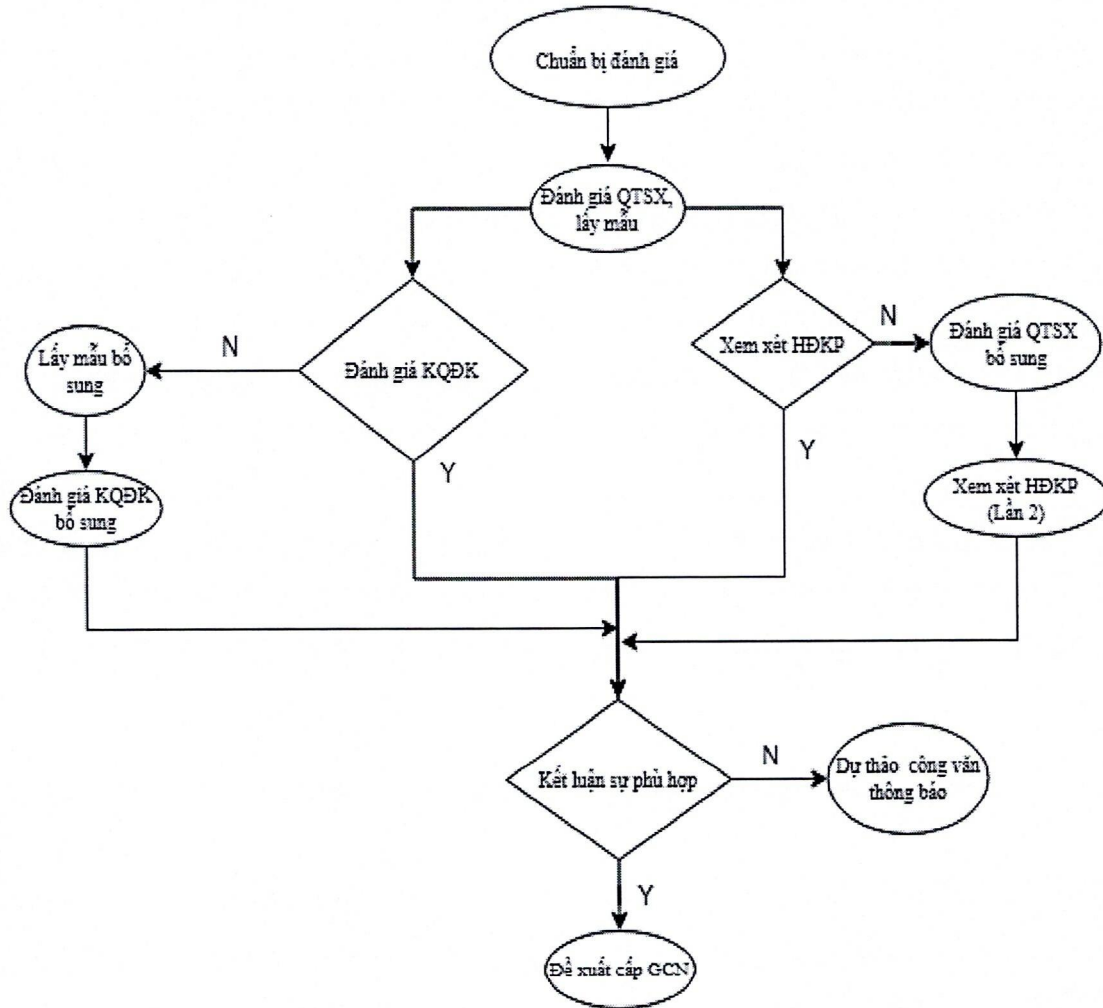 Chuẩn bị đánh giá
Đánh giá QTSX,
lấy mẫu
Lấy mẫu bổ
sung
N
Đánh giá KQĐK
Xem xét HĐKP
N
Đánh giá QTSX
bổ sung
Y
Y
Đánh giá KQĐK
bổ sung
Xem xét HĐKP
(Lần 2)
Kết luận sự phù hợp
N
Dự thảo công văn
thông báo
Y
Đề xuất cấp GCN